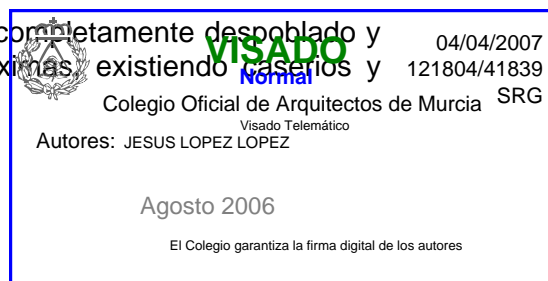 completamente despoblado y
VISADO
04/04/2007
existiendo caseríos y
Normal
121804/41839
Colegio Oficial de Arquitectos de Murcia
SRG
Visado Telemático
Autores: JESUS LOPEZ LOPEZ
Agosto 2006
El Colegio garantiza la firma digital de los autores